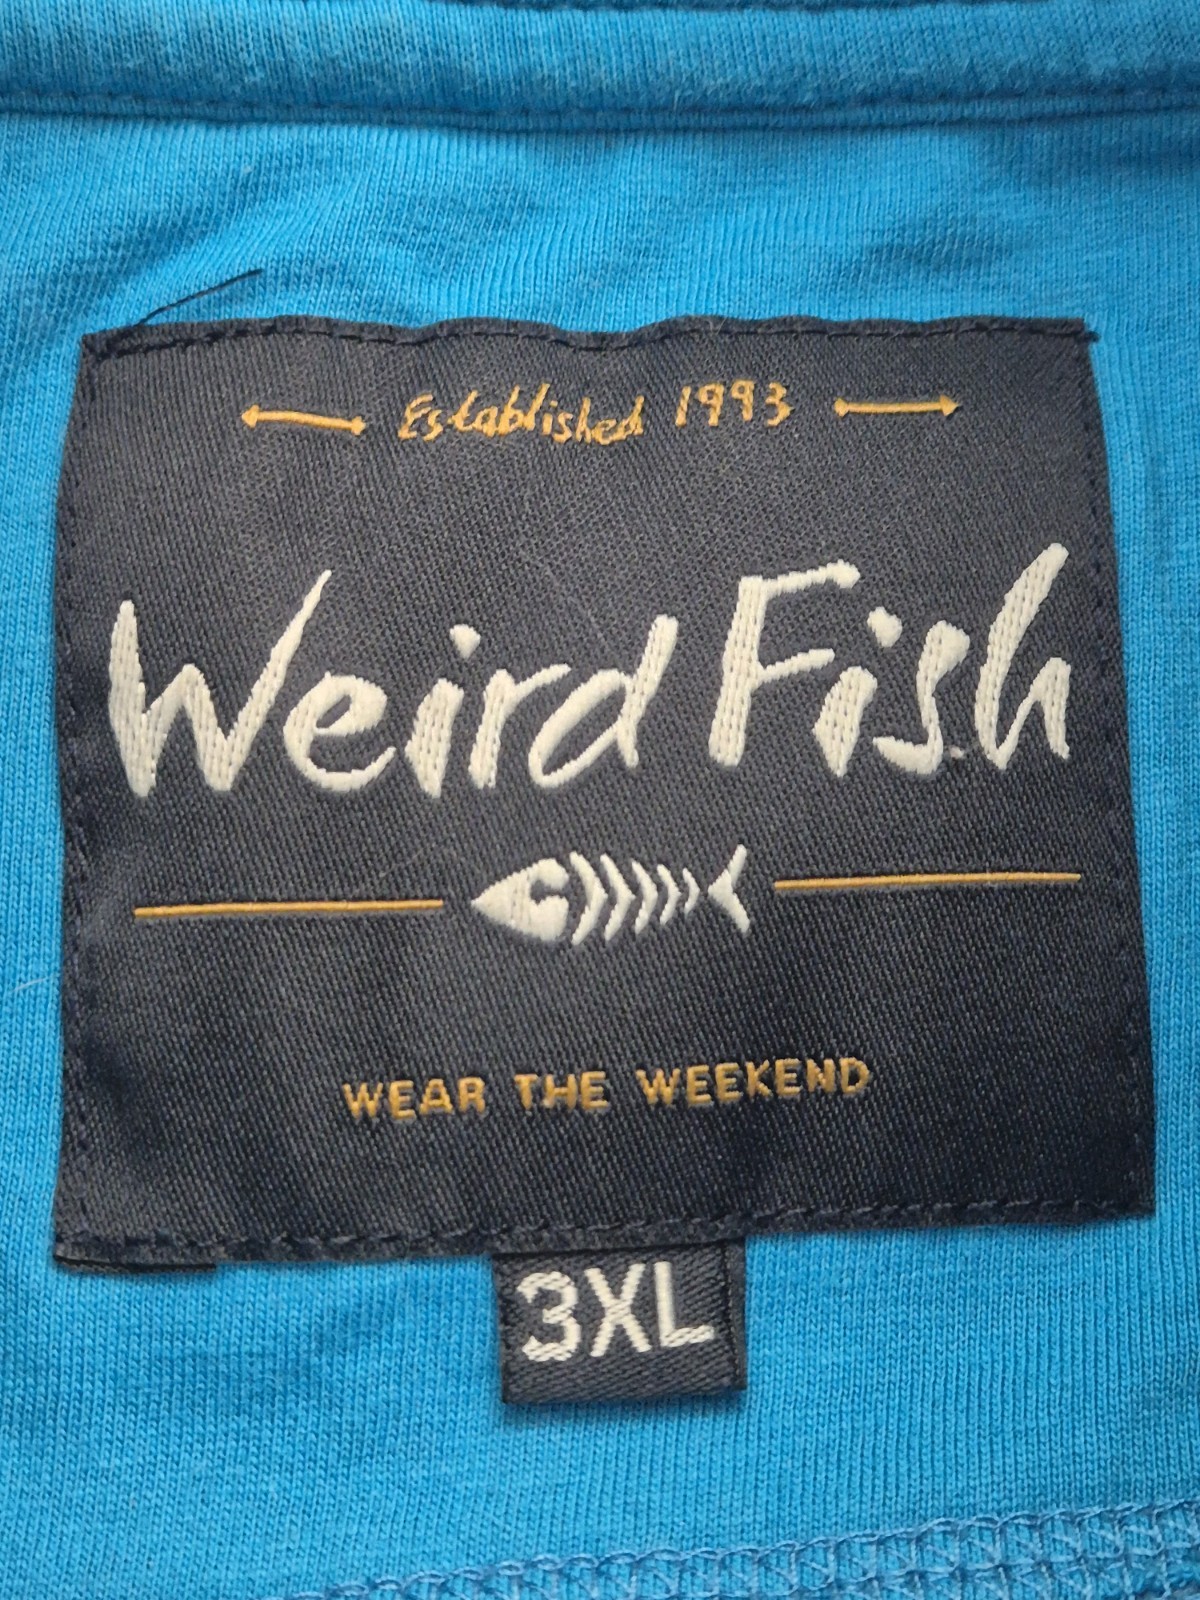 Established 1993
Weird Fish
WEAR THE WEEKEND
3XL